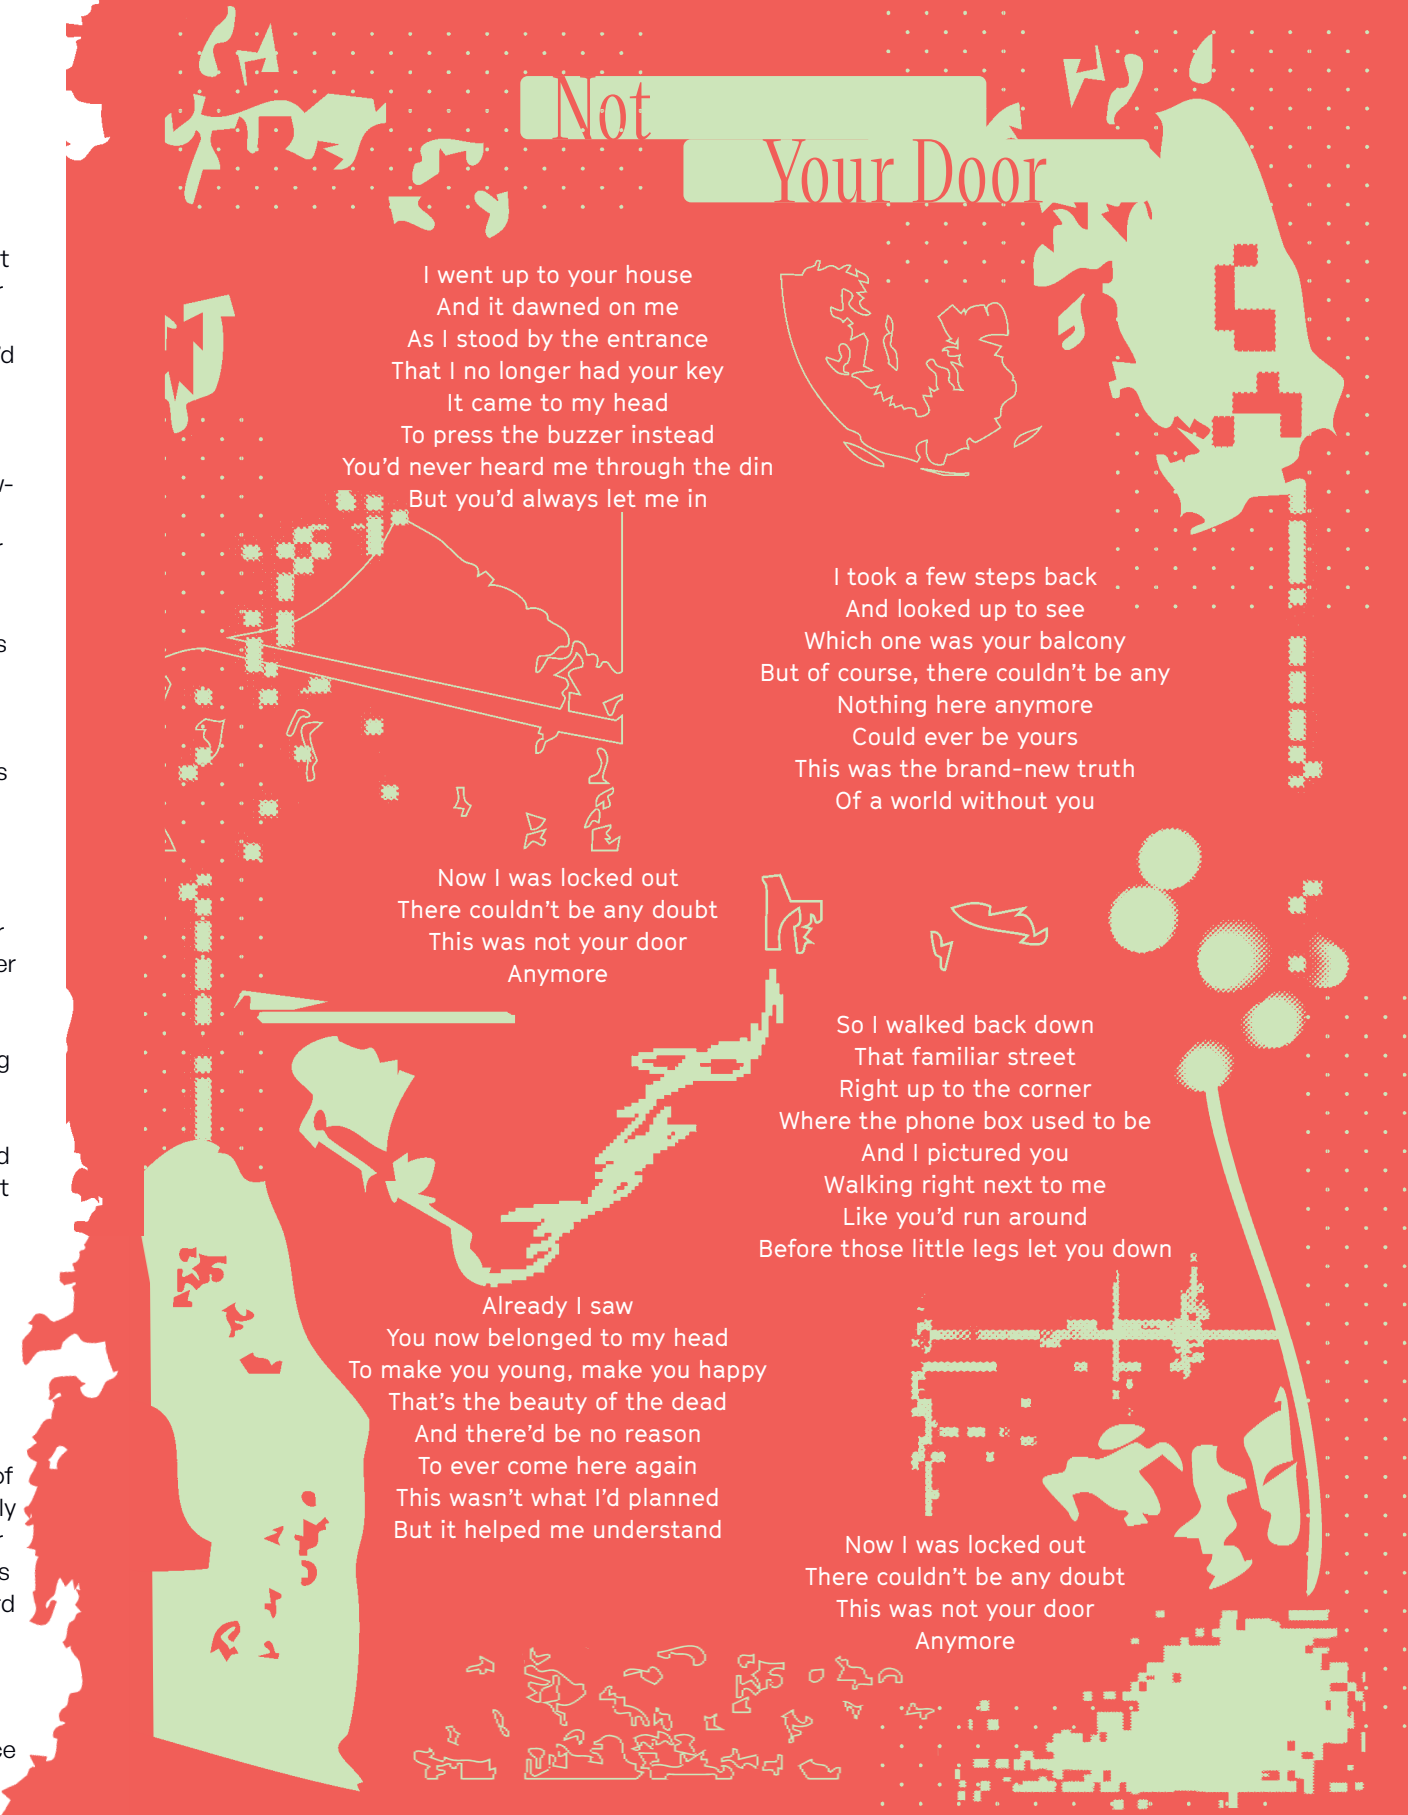 Not
Your Door
I went up to your house
And it dawned on me
As I stood by the entrance
That I no longer had your key
It came to my head
To press the buzzer instead
You’d never heard me through the din
But you’d always let me in
I took a few steps back
And looked up to see
Which one was your balcony
But of course, there couldn’t be any
Nothing here anymore
Could ever be yours
This was the brand-new truth
Of a world without you
Now I was locked out
There couldn’t be any doubt
This was not your door
Anymore
So I walked back down
That familiar street
Right up to the corner
Where the phone box used to be
And I pictured you
Walking right next to me
Like you’d run around
Before those little legs let you down
Already I saw
You now belonged to my head
To make you young, make you happy
That’s the beauty of the dead
And there’d be no reason
To ever come here again
This wasn’t what I’d planned
But it helped me understand
Now I was locked out
There couldn’t be any doubt
This was not your door
Anymore